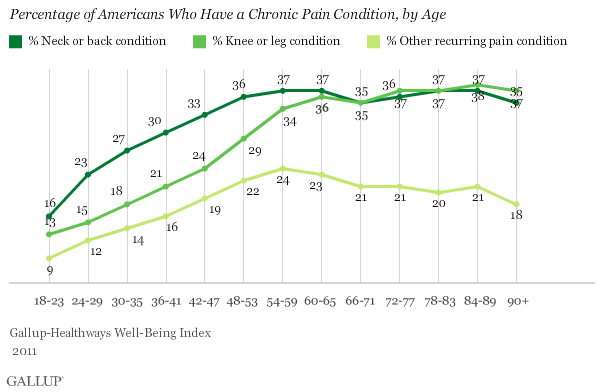 Percentage of Americans Who Have a Chronic Pain Condition, by Age
% Neck or back condition % Knee or leg condition % Other recurring pain condition
16 23 27 30 33 36 37 37 35 36 37 37 35
13 15 18 21 24 29 34 36 35 37 37 38 37
9 12 14 16 19 22 24 23 21 21 20 21 18
18-23 24-29 30-35 36-41 42-47 48-53 54-59 60-65 66-71 72-77 78-83 84-89 90+
Gallup-Healthways Well-Being Index
2011
GALLUP®